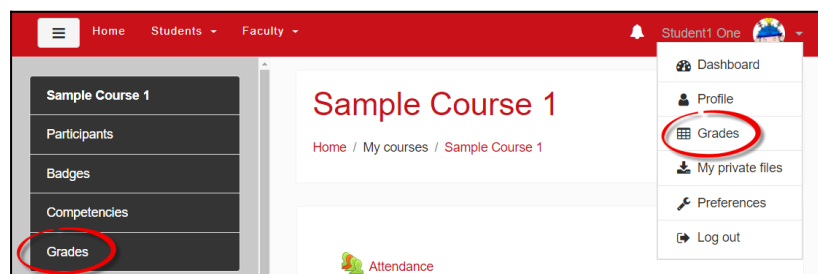 Home Students Faculty Student1 One
Dashboard
Profile
Grades
My private files
Preferences
Log out
Sample Course 1
Participants
Badges
Competencies
Grades
Sample Course 1
Home / My courses / Sample Course 1
Attendance